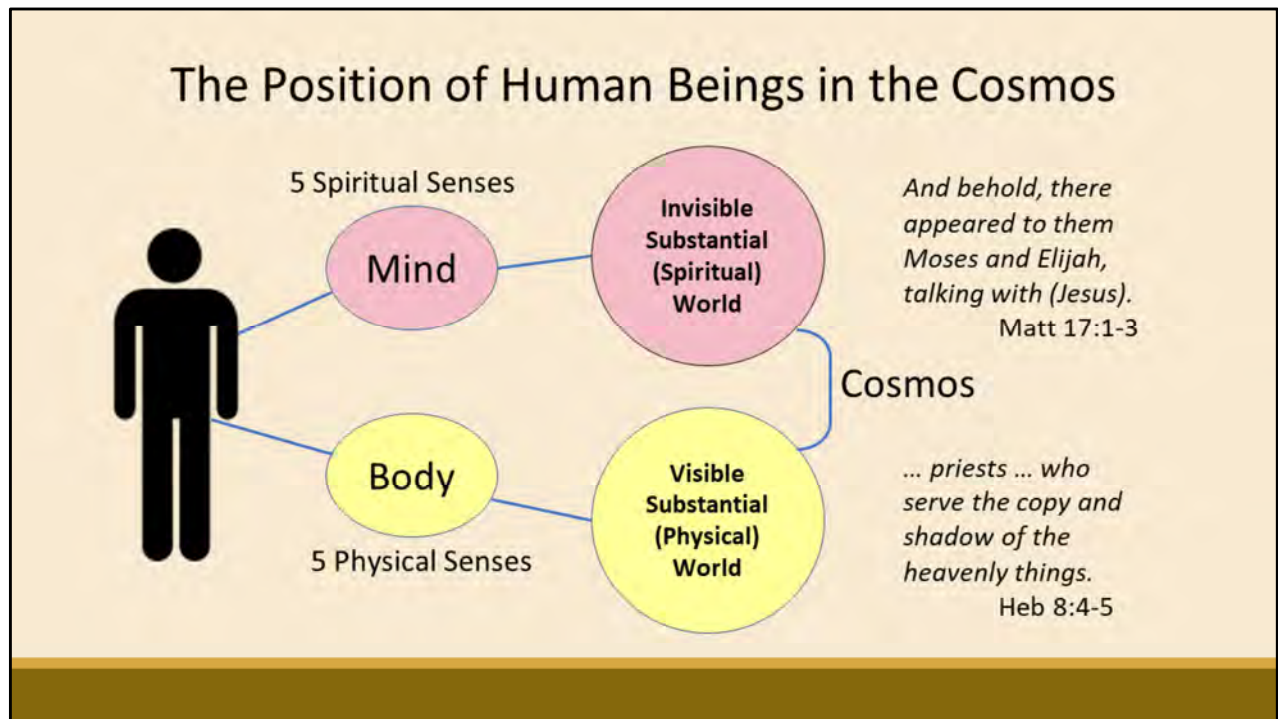 The Position of Human Beings in the Cosmos
5 Spiritual Senses
Mind
Invisible
Substantial
(Spiritual)
World
And behold, there
appeared to them
Moses and Elijah,
talking with (Jesus).
Matt 17:1-3
Cosmos
Body
5 Physical Senses
Visible
Substantial
(Physical)
World
... priests ... who
serve the copy and
shadow of the
heavenly things.
Heb 8:4-5